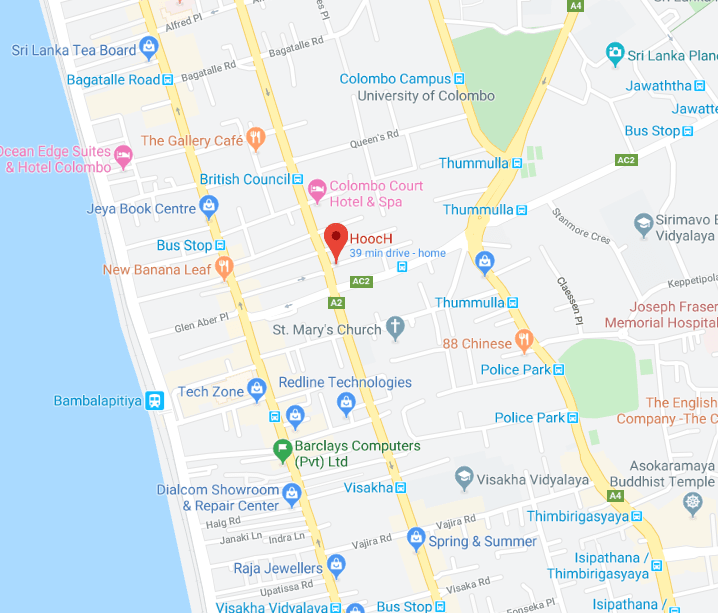 Alfred Pl
A4
Sri Lanka Tea Board
Bagatalle Rd
Sri Lanka Plane
Bagatalle Road
Bagatalle Rd
Colombo Campus
University of Colombo
Jawaththa
Jawatte
Bus Stop
The Gallery Café
Queen's Rd
Ocean Edge Suites
& Hotel Colombo
Thummulla
AC2
British Council
Colombo Court
Hotel & Spa
Jeya Book Centre
Thummulla
Stanmore Cres
Sirimavo B
Vidyalaya
Bus Stop
HoocH
39 min drive - home
New Banana Leaf
AC2
Claessen Pl
Keppetipola
A2
Thummulla
Joseph Fraser
Memorial Hospital
Glen Aber Pl
St. Mary's Church
88 Chinese
Police Park
Redline Technologies
Tech Zone
Bambalapitiya
The English
Company -The C
Police Park
Barclays Computers
(Pvt) Ltd
Asokaramaya
Buddhist Temple
Visakha
Visakha Vidyalaya
Dialcom Showroom
& Repair Center
A4
Thimbirigasyaya
Haig Rd
Vajira Rd
Janaki Ln
Indra Ln
Vajira Rd
Spring & Summer
Isipathana /
Thimbirigasyaya
Raja Jewellers
Upatissa Rd
Visaka Rd
Visakha Vidyalaya
Bus Stop
Fonseka Pl
Isipathana /